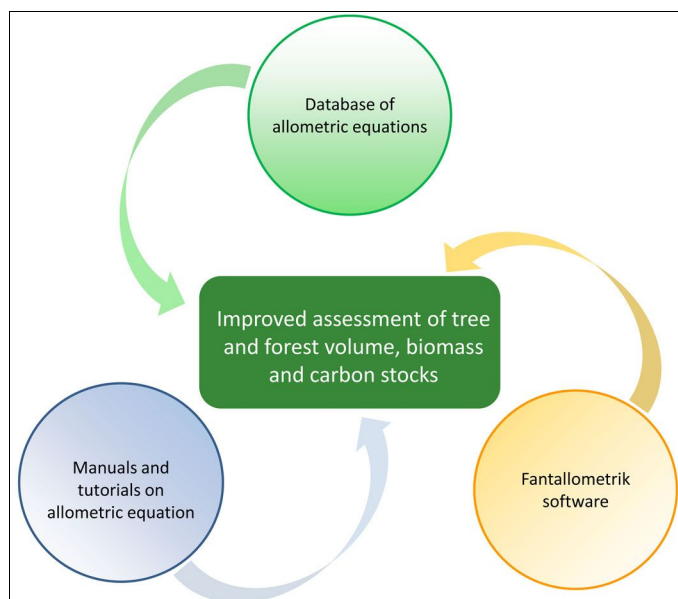 Database of
allometric equations
Improved assessment of tree
and forest volume, biomass
and carbon stocks
Manuals and
tutorials on
allometric equation
Fantallometrik
software